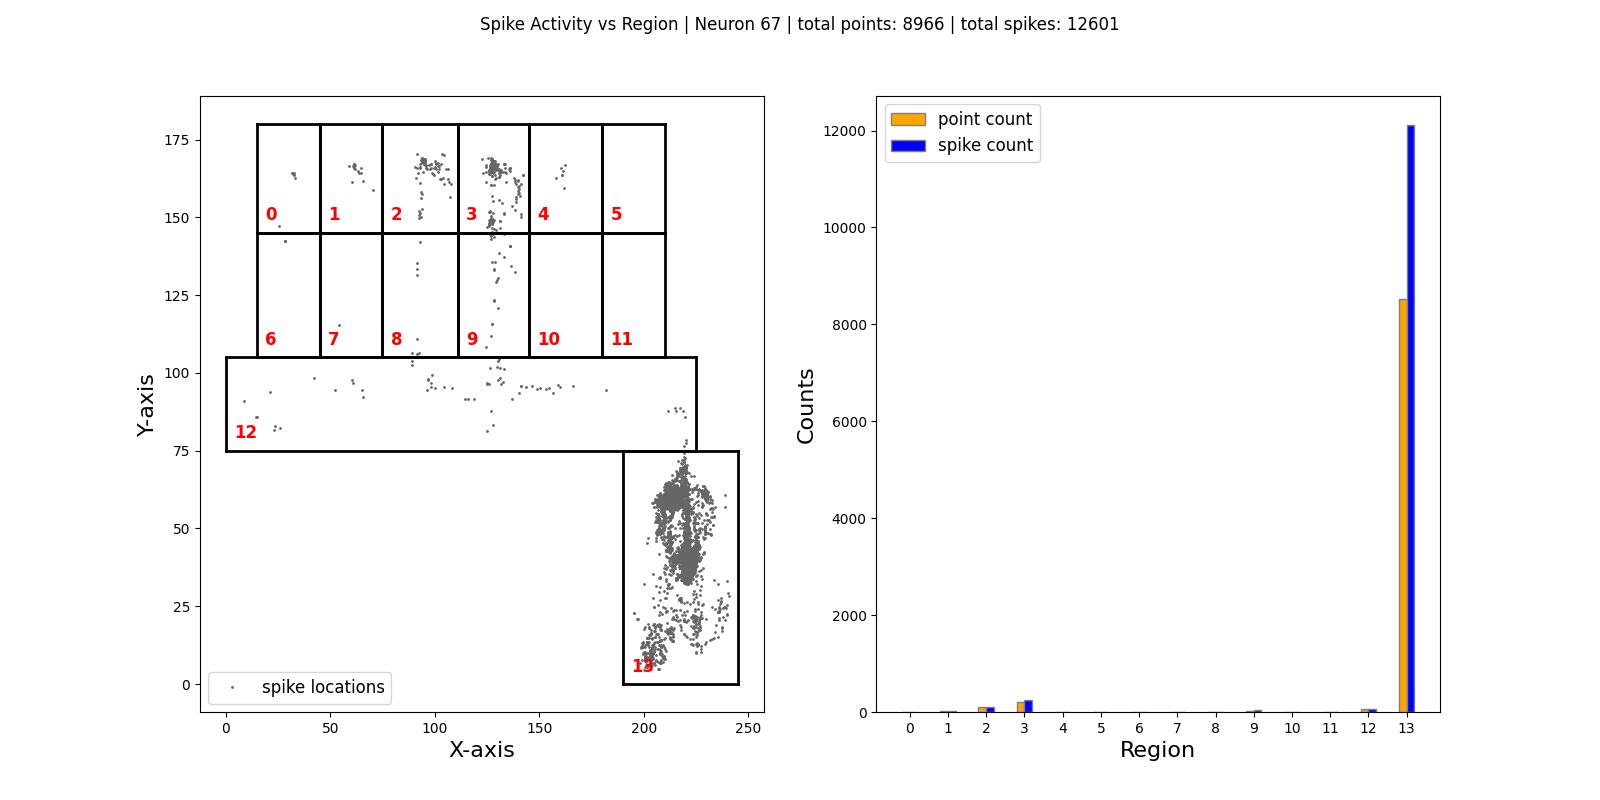 Spike Activity vs Region | Neuron 67 | total points: 8966 | total spikes: 12601
175
150
125
100
75
50
25
0
Y-axis
0 1 2 3 4 5
6 7 8 9 10 11
12
13
spike locations
0 50 100 150 200 250
X-axis
point count
spike count
12000
10000
8000
6000
4000
2000
0
Counts
0 1 2 3 4 5 6 7 8 9 10 11 12 13
Region